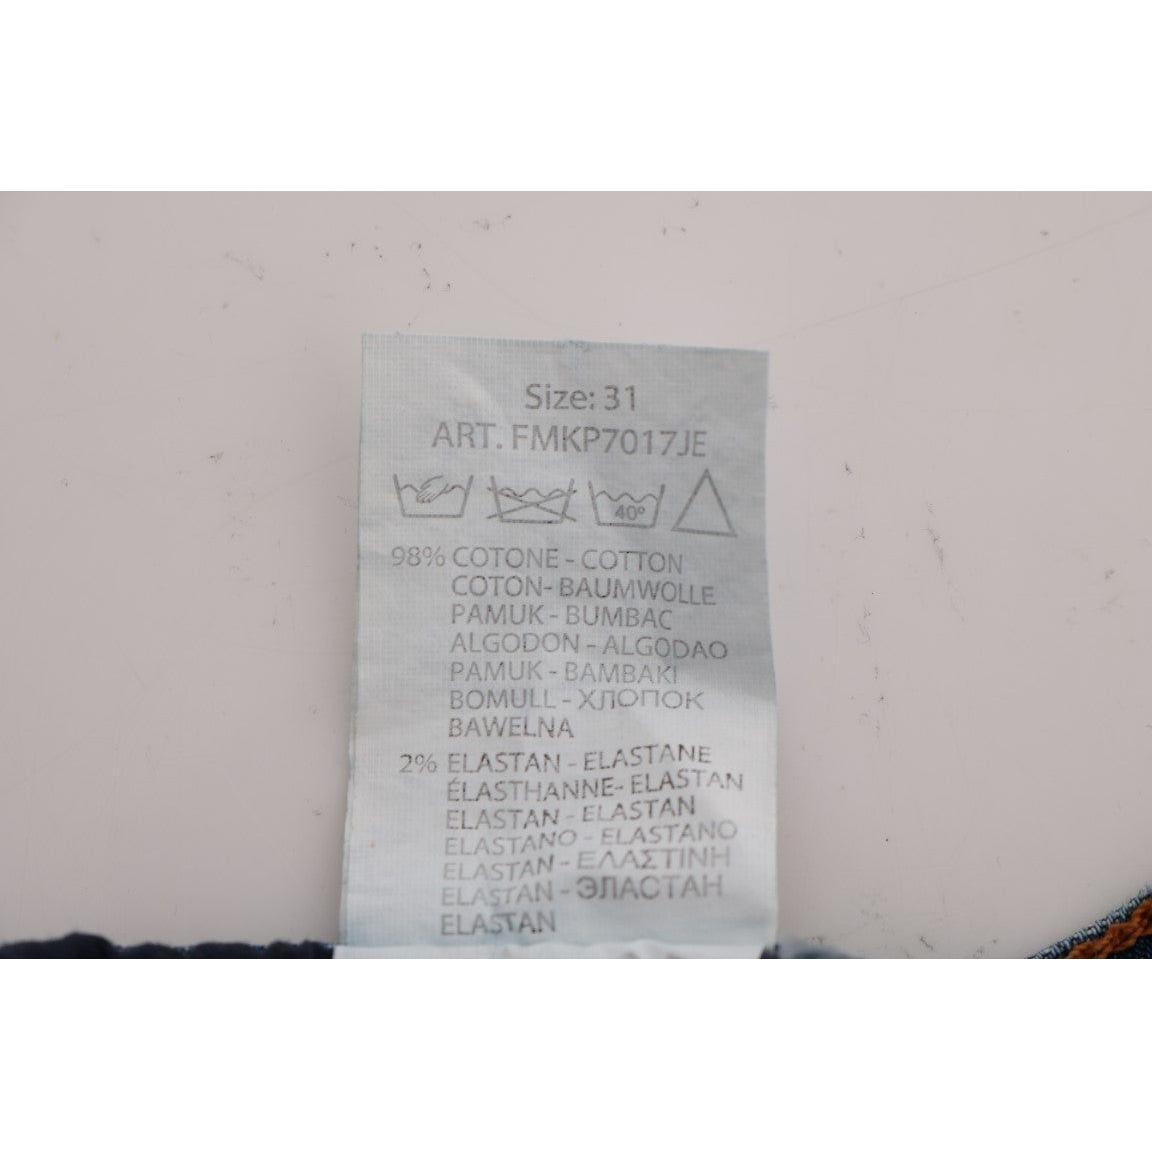 Size: 31
ART. FMKP7017JE
40°
98% COTONE - COTTON
COTON- BAUMWOLLE
PAMUK - BUMBAC
ALGODON - ALGODAO
PAMUK - BAMBAKI
BOMULL - ХЛОПОК
BAWELNA
2% ELASTAN - ELASTANE
ÉLASTHANNE- ELASTAN
ELASTAN - ELASTAN
ELASTANO - ELASTANO
ELASTAN - ΕΛΑΣΤΙΝΗ
ELASTAN - ЭЛАСТАН
ELASTAN